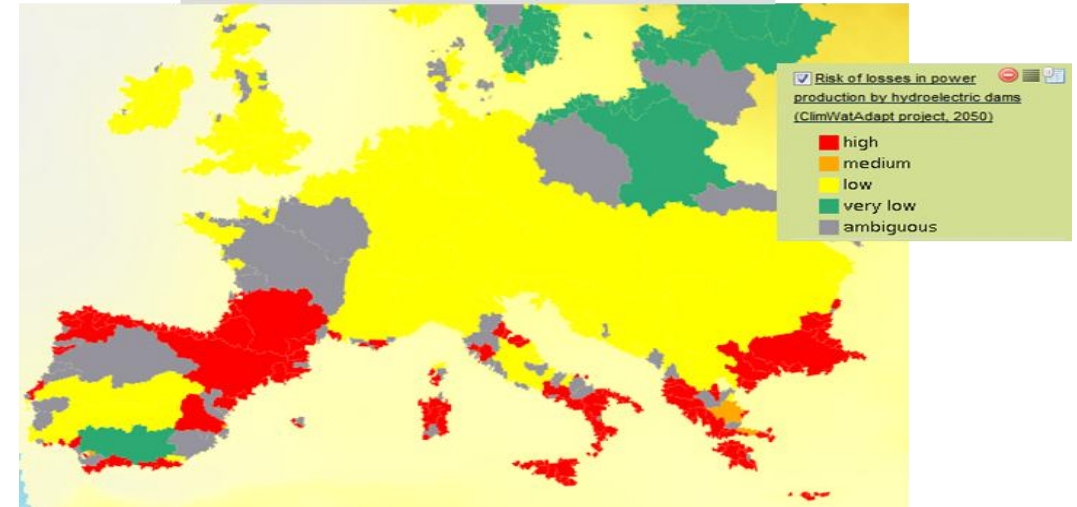 Risk of losses in power
production by hydroelectric dams
(ClimWatAdapt project, 2050)
high
medium
low
very low
ambiguous